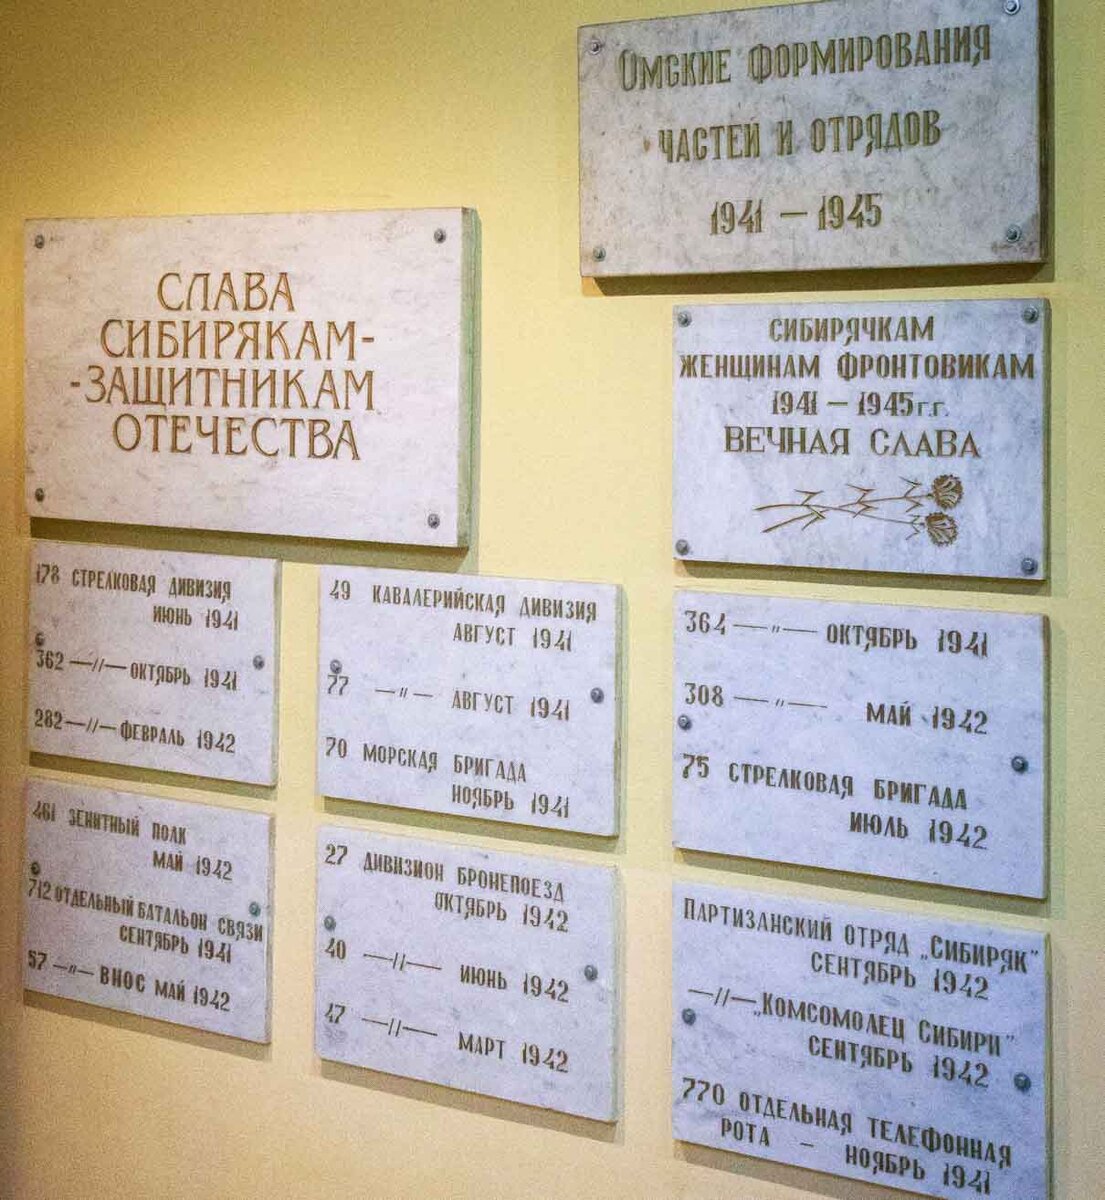 Омские формирования
частей и отрядов
1941 — 1945
СЛАВА
СИБИРЯКАМ-
-ЗАЩИТНИКАМ
ОТЕЧЕСТВА
СИБИРЯЧКАМ
ЖЕНЩИНАМ ФРОНТОВИКАМ
1941 — 1945 г.г.
ВЕЧНАЯ СЛАВА
178 СТРЕЛКОВАЯ ДИВИЗИЯ
ИЮНЬ 1941
362 —//— ОКТЯБРЬ 1941
282 —//— ФЕВРАЛЬ 1942
49 КАВАЛЕРИЙСКАЯ ДИВИЗИЯ
АВГУСТ 1941
77 —„— АВГУСТ 1941
70 МОРСКАЯ БРИГАДА
НОЯБРЬ 1941
364 —„— ОКТЯБРЬ 1941
308 —„— МАЙ 1942
75 СТРЕЛКОВАЯ БРИГАДА
ИЮЛЬ 1942
461 ЗЕНИТНЫЙ ПОЛК
МАЙ 1942
712 ОТДЕЛЬНЫЙ БАТАЛЬОН СВЯЗИ
СЕНТЯБРЬ 1941
57 —„— ВНОС МАЙ 1942
27 ДИВИЗИОН БРОНЕПОЕЗД
ОКТЯБРЬ 1942
40 —//— ИЮНЬ 1942
47 —//— МАРТ 1942
ПАРТИЗАНСКИЙ ОТРЯД „СИБИРЯК"
СЕНТЯБРЬ 1942
—//— „КОМСОМОЛЕЦ СИБИРИ"
СЕНТЯБРЬ 1942
770 ОТДЕЛЬНАЯ ТЕЛЕФОННАЯ
РОТА — НОЯБРЬ 1941